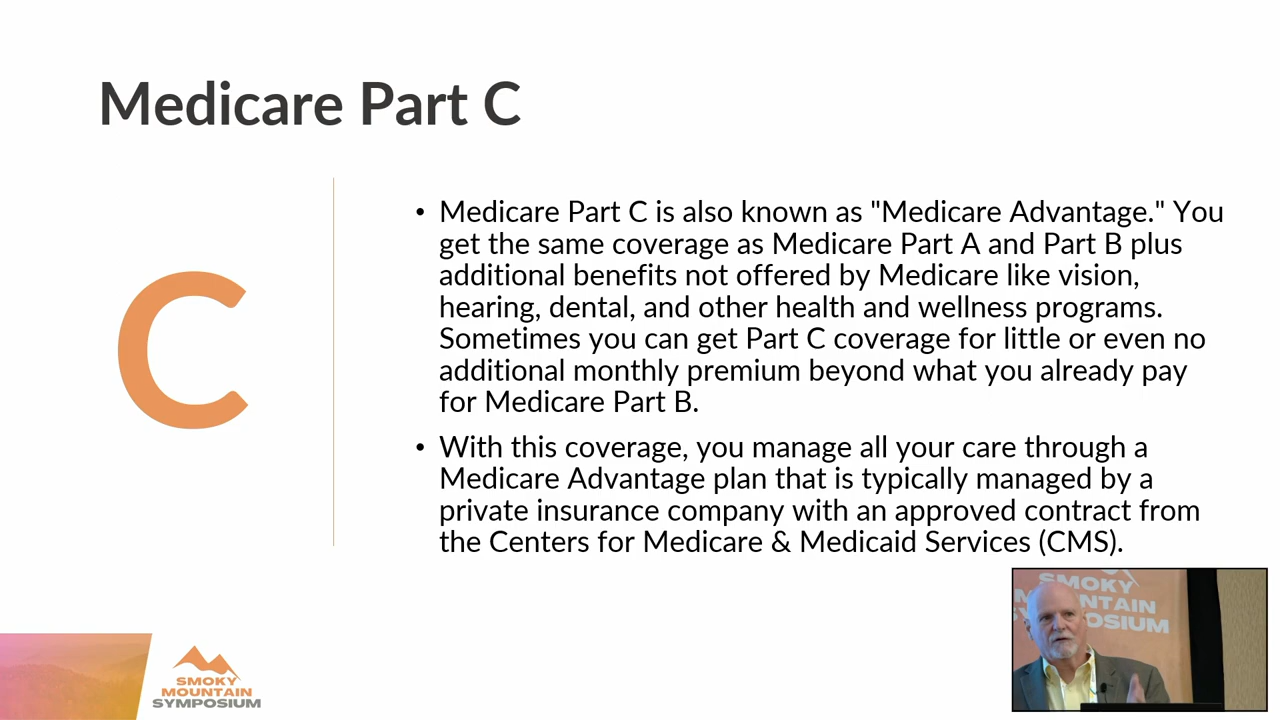 Medicare Part C
C
• Medicare Part C is also known as "Medicare Advantage." You
get the same coverage as Medicare Part A and Part B plus
additional benefits not offered by Medicare like vision,
hearing, dental, and other health and wellness programs.
Sometimes you can get Part C coverage for little or even no
additional monthly premium beyond what you already pay
for Medicare Part B.
• With this coverage, you manage all your care through a
Medicare Advantage plan that is typically managed by a
private insurance company with an approved contract from
the Centers for Medicare & Medicaid Services (CMS).
SMOKY
MOUNTAIN
SYMPOSIUM
SMOKY